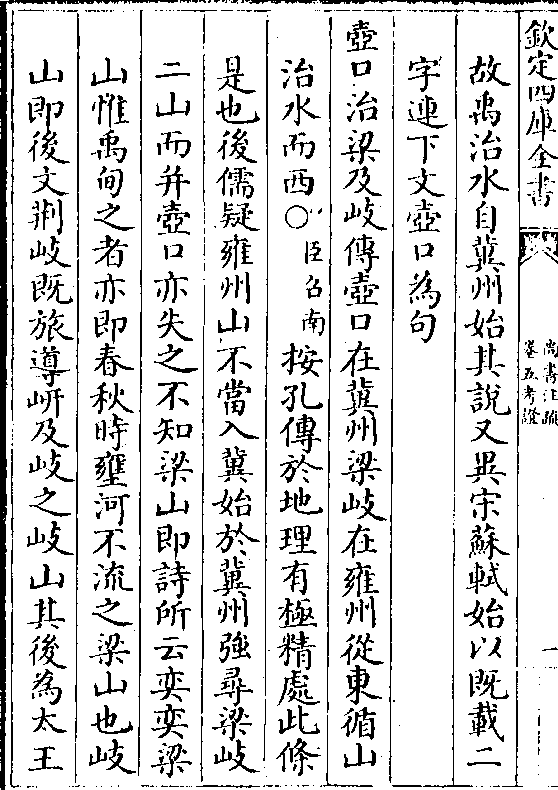 欽定四庫全書
尚書注疏
卷五考證
一
故禹治水自冀州始其說又異宋蘇軾始以既載二
字連下文壺口為句
壺口治梁及岐傳壺口在冀州梁岐在雍州從東循山
治水而西○臣召南按孔傳於地理有極精處此條
是也後儒疑雍州山不當入冀始於冀州強尋梁岐
二山而并壺口亦失之不知梁山即詩所云奕奕梁
山惟禹甸之者亦即春秋時壅河不流之梁山也岐
山即後文荆岐既旅導岍及岐之岐山其後為太王